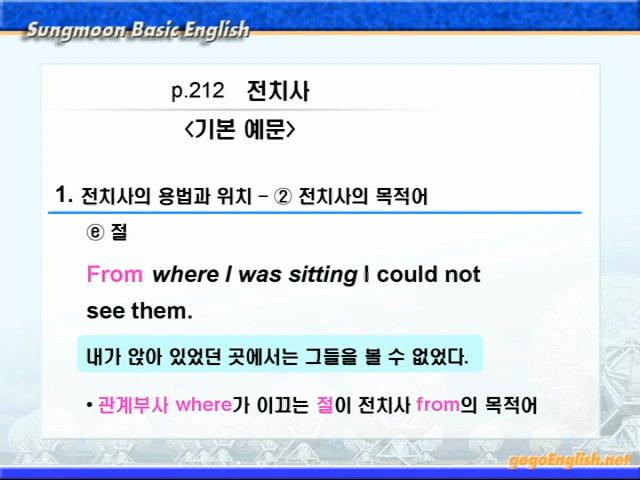 Sungmoon Basic English
p.212 전치사
<기본 예문>
1. 전치사의 용법과 위치 - ② 전치사의 목적어
ⓔ 절
From where I was sitting I could not
see them.
내가 앉아 있었던 곳에서는 그들을 볼 수 없었다.
• 관계부사 where가 이끄는 절이 전치사 from의 목적어
gogoEnglish.net